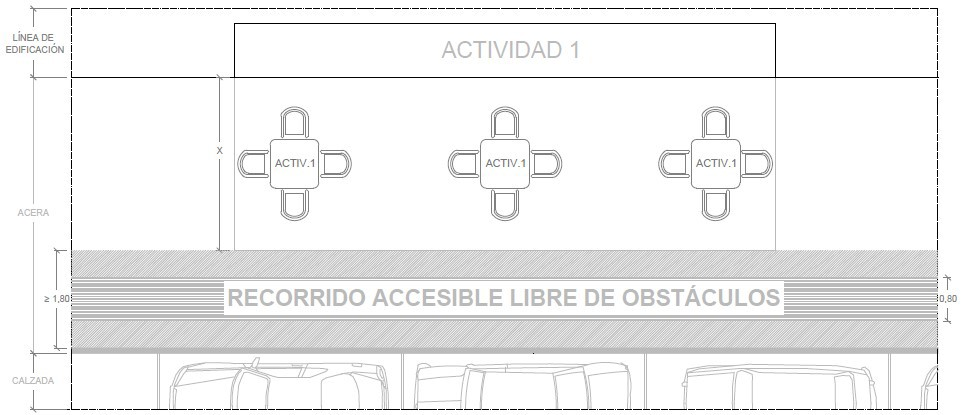 LÍNEA DE
EDIFICACIÓN
ACTIVIDAD 1
X
ACTIV.1
ACTIV.1
ACTIV.1
ACERA
≥ 1,80
RECORRIDO ACCESIBLE LIBRE DE OBSTÁCULOS
0,80
CALZADA